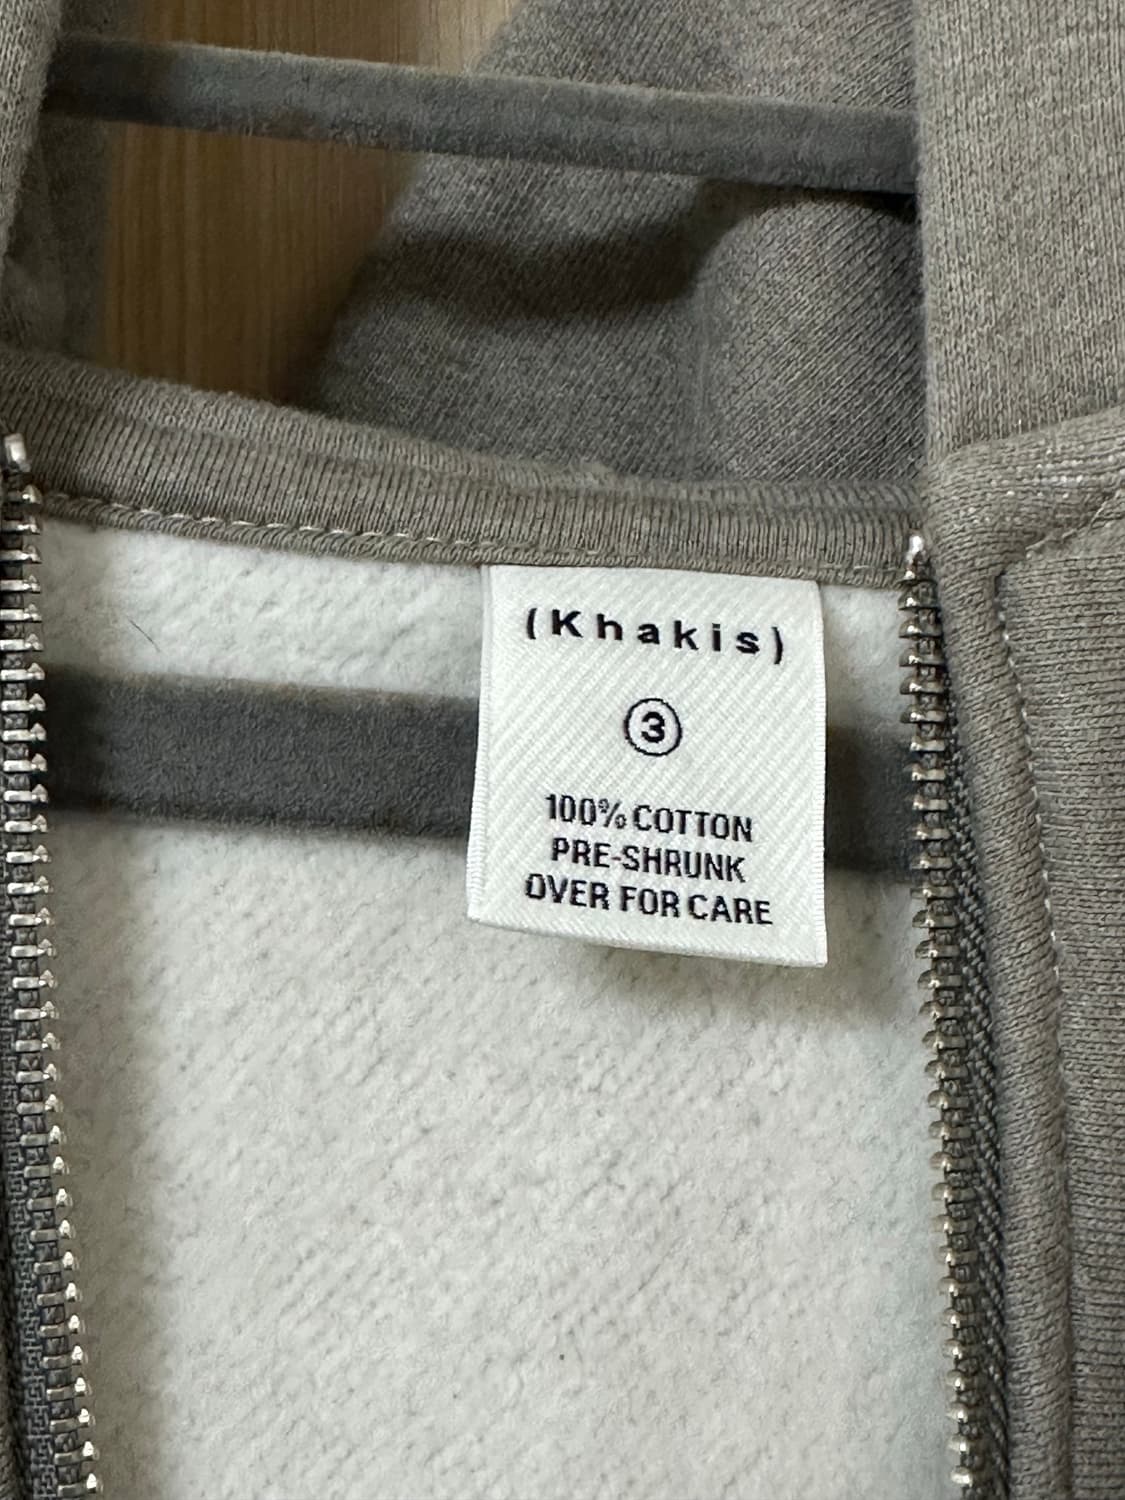 (Khakis)
3
100% COTTON
PRE-SHRUNK
OVER FOR CARE